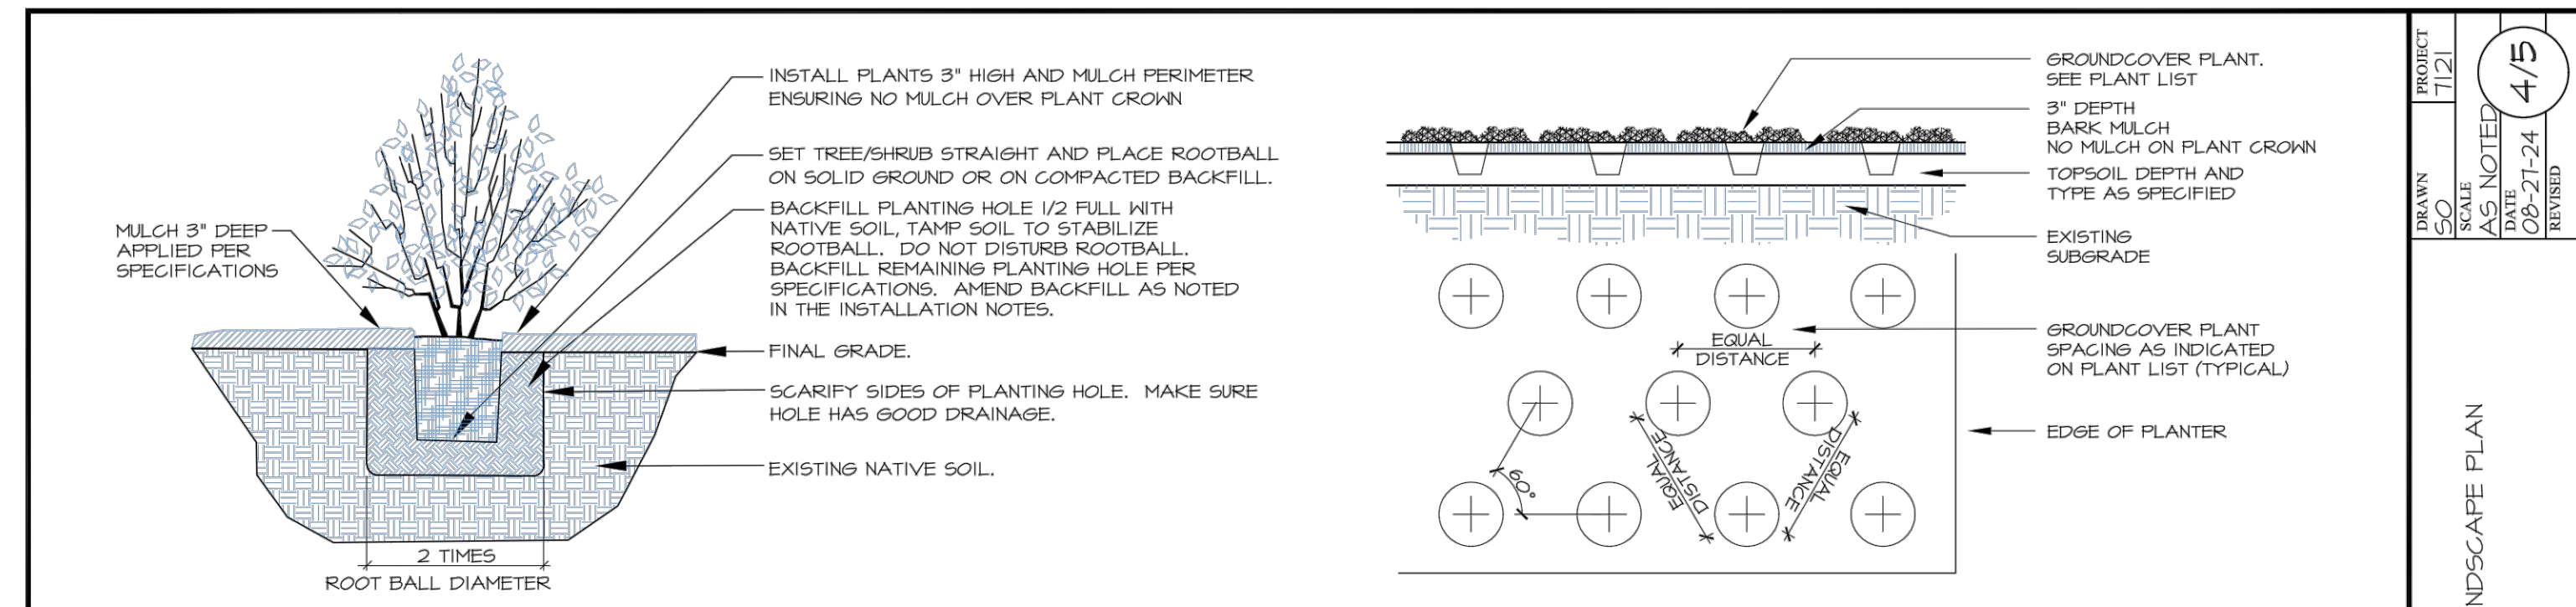 INSTALL PLANTS 3" HIGH AND MULCH PERIMETER
ENSURING NO MULCH OVER PLANT CROWN
SET TREE/SHRUB STRAIGHT AND PLACE ROOTBALL
ON SOLID GROUND OR ON COMPACTED BACKFILL.
BACKFILL PLANTING HOLE 1/2 FULL WITH
NATIVE SOIL, TAMP SOIL TO STABILIZE
ROOTBALL. DO NOT DISTURB ROOTBALL.
BACKFILL REMAINING PLANTING HOLE PER
SPECIFICATIONS. AMEND BACKFILL AS NOTED
IN THE INSTALLATION NOTES.
MULCH 3" DEEP
APPLIED PER
SPECIFICATIONS
FINAL GRADE.
SCARIFY SIDES OF PLANTING HOLE. MAKE SURE
HOLE HAS GOOD DRAINAGE.
EXISTING NATIVE SOIL.
2 TIMES
ROOT BALL DIAMETER
GROUNDCOVER PLANT.
SEE PLANT LIST
3" DEPTH
BARK MULCH
NO MULCH ON PLANT CROWN
TOPSOIL DEPTH AND
TYPE AS SPECIFIED
EXISTING
SUBGRADE
GROUNDCOVER PLANT
SPACING AS INDICATED
ON PLANT LIST (TYPICAL)
EDGE OF PLANTER
EQUAL
DISTANCE
EQUAL
DISTANCE
EQUAL
DISTANCE
60°
PROJECT
7121
DRAWN
SO
SCALE
AS NOTED
DATE
08-27-24
REVISED
4/5
NDSCAPE PLAN